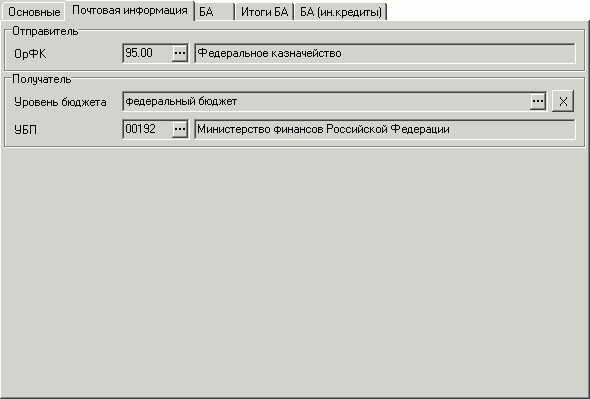 Основные Почтовая информация БА Итоги БА БА (ин.кредиты)
Отправитель
ОрФК 95.00 ... Федеральное казначейство
Получатель
Уровень бюджета федеральный бюджет ... X
УБП 00192 ... Министерство финансов Российской Федерации